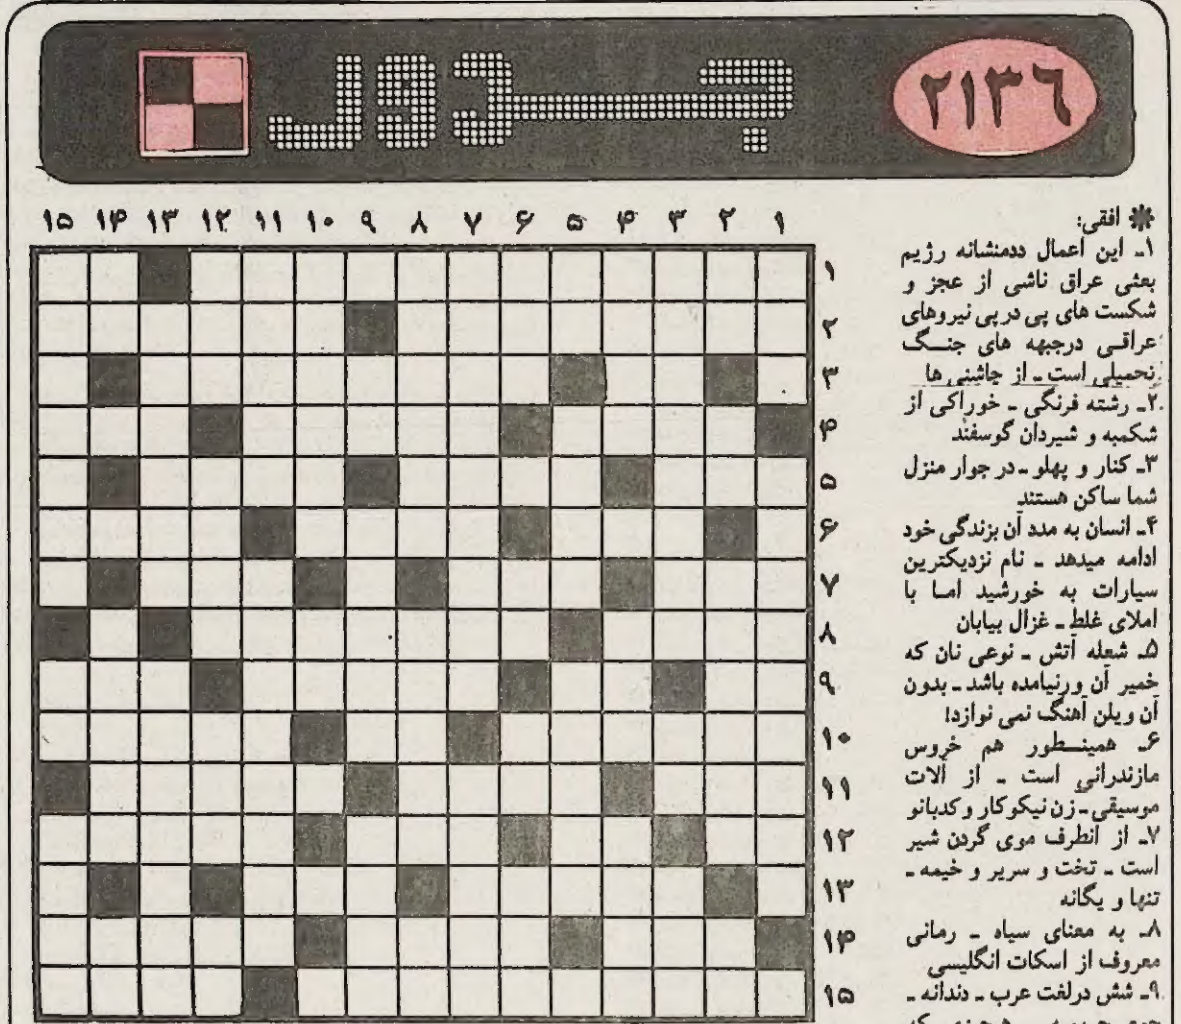 ۲۱۳۶
جدول
۱ ۲ ۳ ۴ ۵ ۶ ۷ ۸ ۹ ۱۰ ۱۱ ۱۲ ۱۳ ۱۴ ۱۵
۱
۲
۳
۴
۵
۶
۷
۸
۹
۱۰
۱۱
۱۲
۱۳
۱۴
۱۵
افقی:
۱ـ این اعمال ددمنشانه رژیم
بعثی عراق ناشی از عجز و
شکست های پی در پی نیروهای
عراقی درجبهه های جنگ
تحمیلی است ـ از چاشنی ها
۲ـ رشته فرنگی ـ خوراکی از
شکمبه و شیردان گوسفند
۳ـ کنار و پهلو ـ در جوار منزل
شما ساکن هستند
۴ـ انسان به مدد آن بزندگی خود
ادامه میدهد ـ نام نزدیکترین
سیارات به خورشید اما با
املای غلط ـ غزال بیابان
۵ـ شعله آتش ـ نوعی نان که
خمیر آن ورنیامده باشد ـ بدون
آن ویلن آهنگ نمی نوازد!
۶ـ همینطور هم خروس
مازندرانی است ـ از آلات
موسیقی ـ زن نیکوکار و کدبانو
۷ـ از آنطرف موی گردن شیر
است ـ تخت و سریر و خیمه ـ
تنها و یگانه
۸ـ به معنای سیاه ـ رمانی
معروف از اسکات انگلیسی
۹ـ شش درلغت عرب ـ دندانه ـ